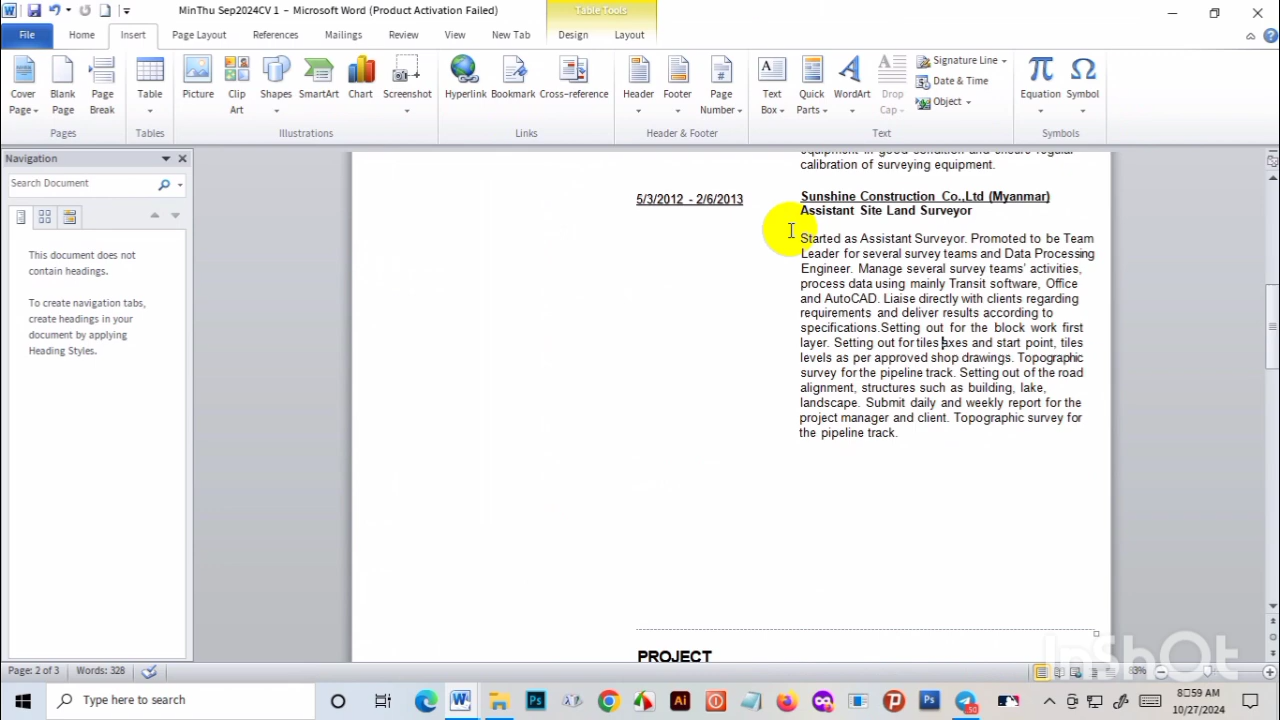 MinThu Sep2024CV 1 - Microsoft Word (Product Activation Failed)
Table Tools
File Home Insert Page Layout References Mailings Review View New Tab Design Layout
Cover Page
Blank Page
Page Break
Table
Picture
Clip Art
Shapes
SmartArt
Chart
Screenshot
Hyperlink
Bookmark
Cross-reference
Header
Footer
Page Number
Text Box
Quick Parts
WordArt
Drop Cap
Signature Line
Date & Time
Object
Equation
Symbol
Pages Tables Illustrations Links Header & Footer Text Symbols
Navigation
Search Document
This document does not
contain headings.
To create navigation tabs,
create headings in your
document by applying
Heading Styles.
equipment in good condition and ensure regular
calibration of surveying equipment.
5/3/2012 - 2/6/2013
Sunshine Construction Co.,Ltd (Myanmar)
Assistant Site Land Surveyor
Started as Assistant Surveyor. Promoted to be Team
Leader for several survey teams and Data Processing
Engineer. Manage several survey teams' activities,
process data using mainly Transit software, Office
and AutoCAD. Liaise directly with clients regarding
requirements and deliver results according to
specifications.Setting out for the block work first
layer. Setting out for tiles axes and start point, tiles
levels as per approved shop drawings. Topographic
survey for the pipeline track. Setting out of the road
alignment, structures such as building, lake,
landscape. Submit daily and weekly report for the
project manager and client. Topographic survey for
the pipeline track.
PROJECT
InShOt
Page: 2 of 3 Words: 328 83%
Type here to search
8:59 AM
10/27/2024